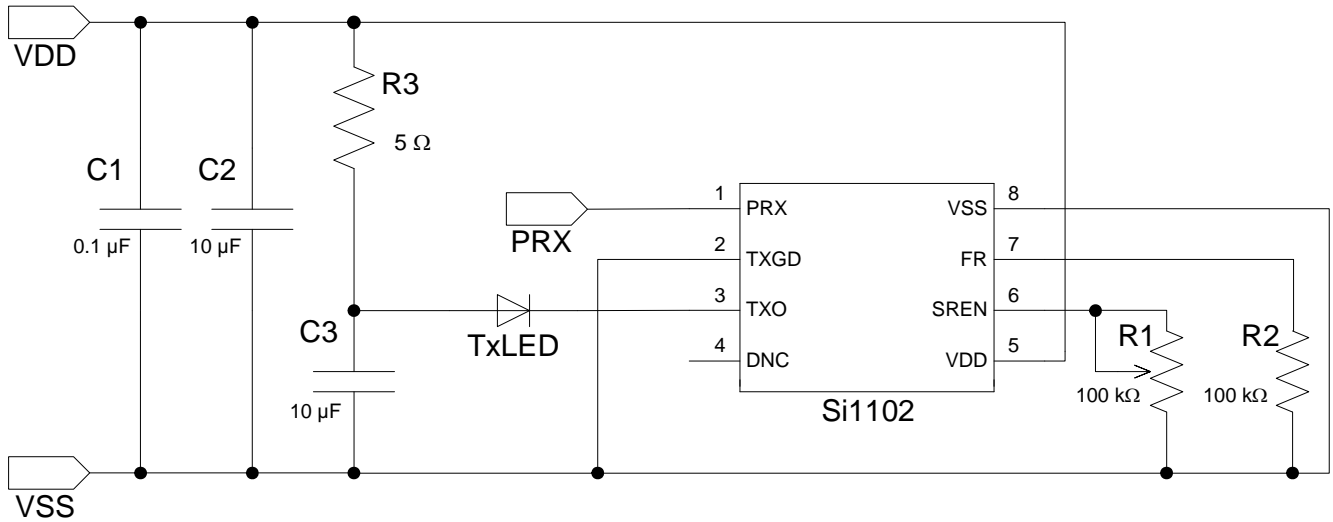 VDD
R3
5 Ω
C1
0.1 µF
C2
10 µF
PRX
C3
10 µF
TxLED
1
PRX
2
TXGD
3
TXO
4
DNC
8
VSS
7
FR
6
SREN
5
VDD
Si1102
R1
100 kΩ
R2
100 kΩ
VSS